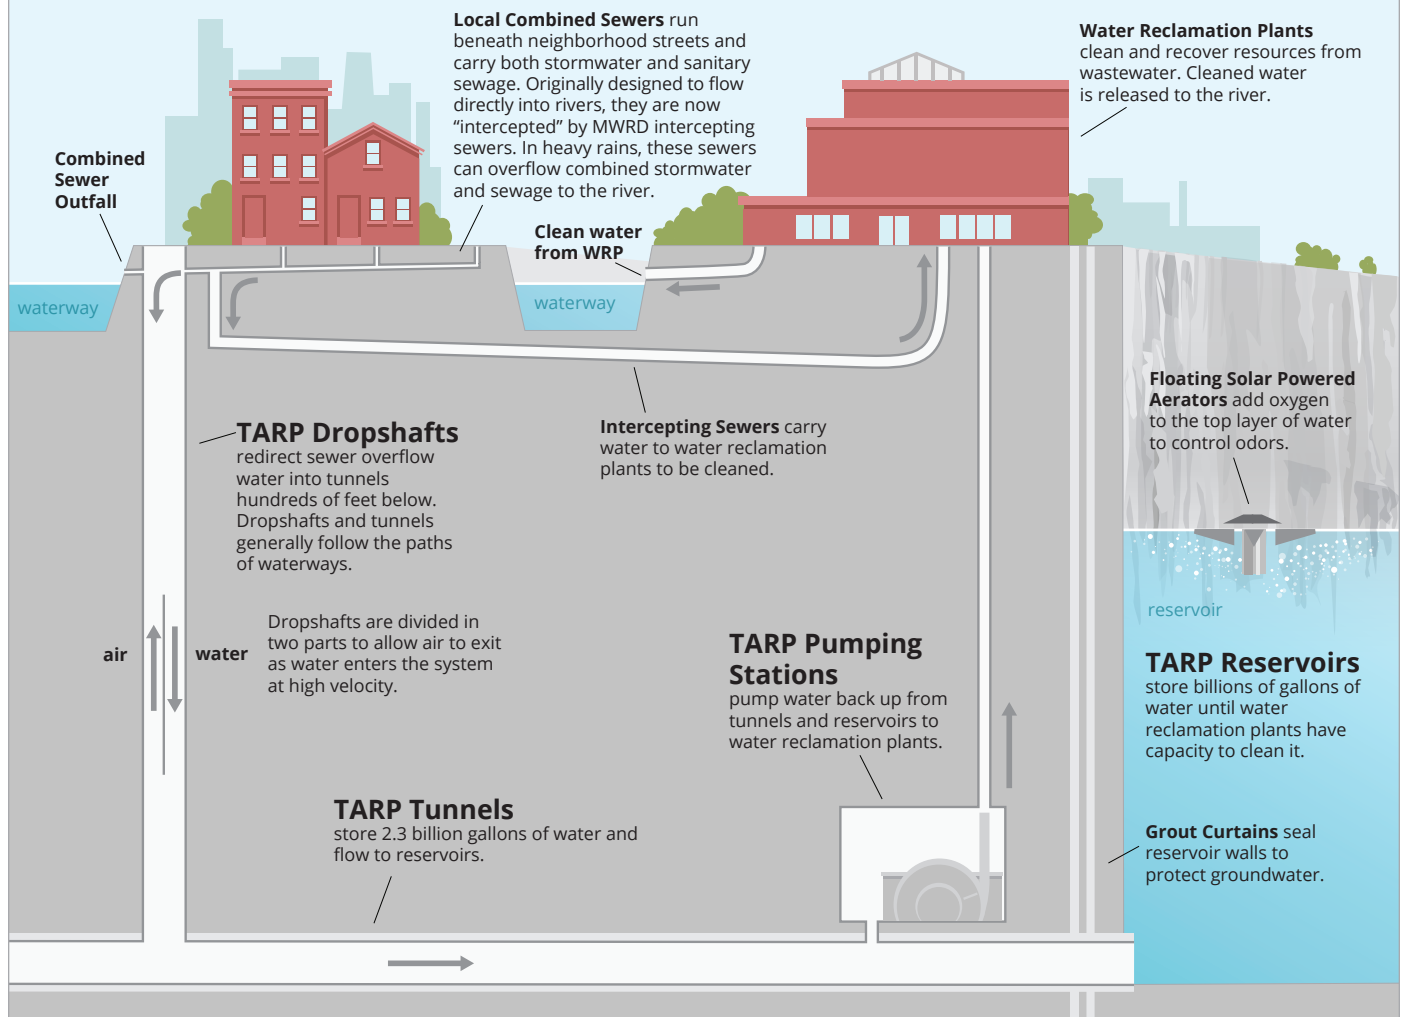 Local Combined Sewers run
beneath neighborhood streets and
carry both stormwater and sanitary
sewage. Originally designed to flow
directly into rivers, they are now
“intercepted” by MWRD intercepting
sewers. In heavy rains, these sewers
can overflow combined stormwater
and sewage to the river.
Water Reclamation Plants
clean and recover resources from
wastewater. Cleaned water
is released to the river.
Combined
Sewer
Outfall
Clean water
from WRP
waterway
waterway
Floating Solar Powered
Aerators add oxygen
to the top layer of water
to control odors.
TARP Dropshafts
redirect sewer overflow
water into tunnels
hundreds of feet below.
Dropshafts and tunnels
generally follow the paths
of waterways.
Intercepting Sewers carry
water to water reclamation
plants to be cleaned.
air
water
Dropshafts are divided in
two parts to allow air to exit
as water enters the system
at high velocity.
TARP Pumping
Stations
pump water back up from
tunnels and reservoirs to
water reclamation plants.
reservoir
TARP Reservoirs
store billions of gallons of
water until water
reclamation plants have
capacity to clean it.
TARP Tunnels
store 2.3 billion gallons of water and
flow to reservoirs.
Grout Curtains seal
reservoir walls to
protect groundwater.